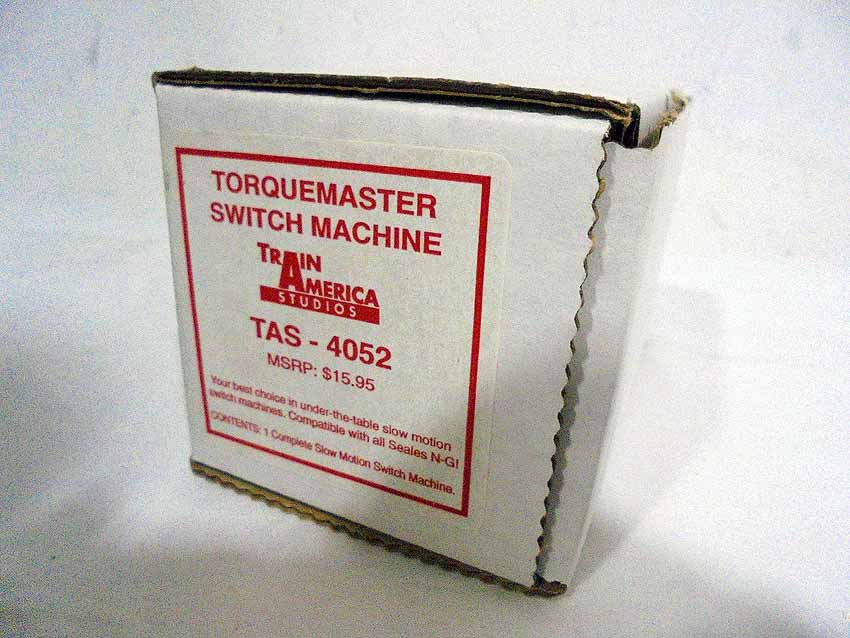 TORQUEMASTER
SWITCH MACHINE
TRAIN
AMERICA
STUDIOS
TAS - 4052
MSRP: $15.95
Your best choice in under-the-table slow motion
switch machines. Compatible with all Seales N-G!
CONTENTS: 1 Complete Slow Motion Switch Machine.